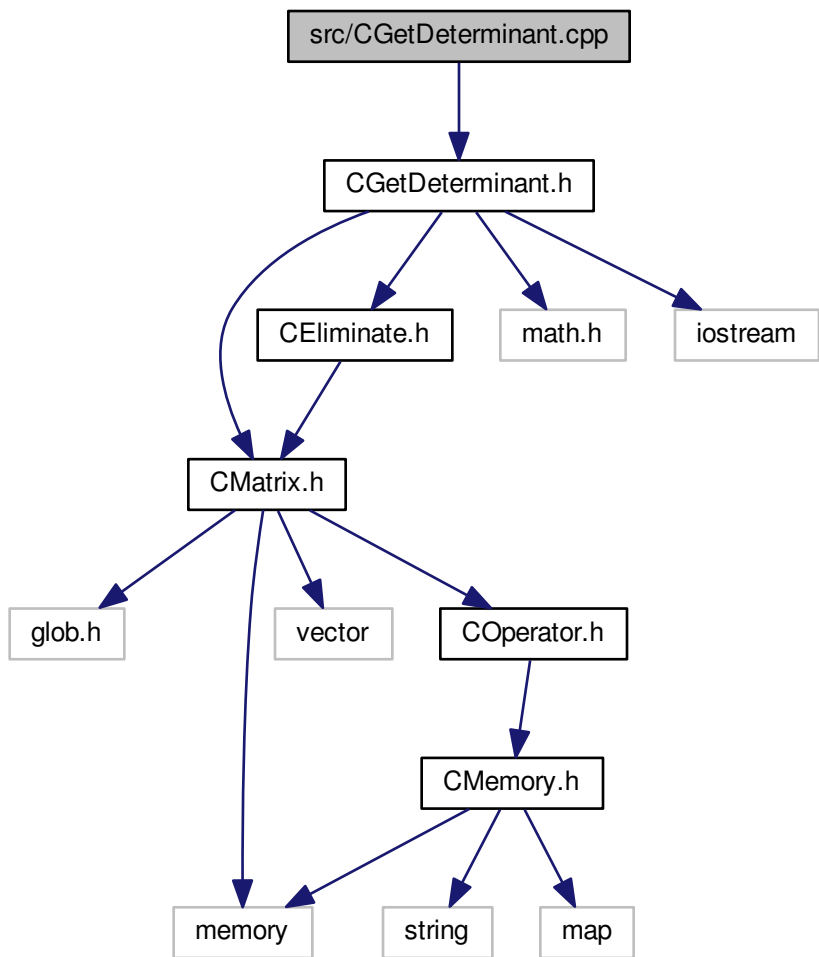 src/CGetDeterminant.cpp
CGetDeterminant.h
CEliminate.h
math.h
iostream
CMatrix.h
glob.h
vector
COperator.h
CMemory.h
memory
string
map